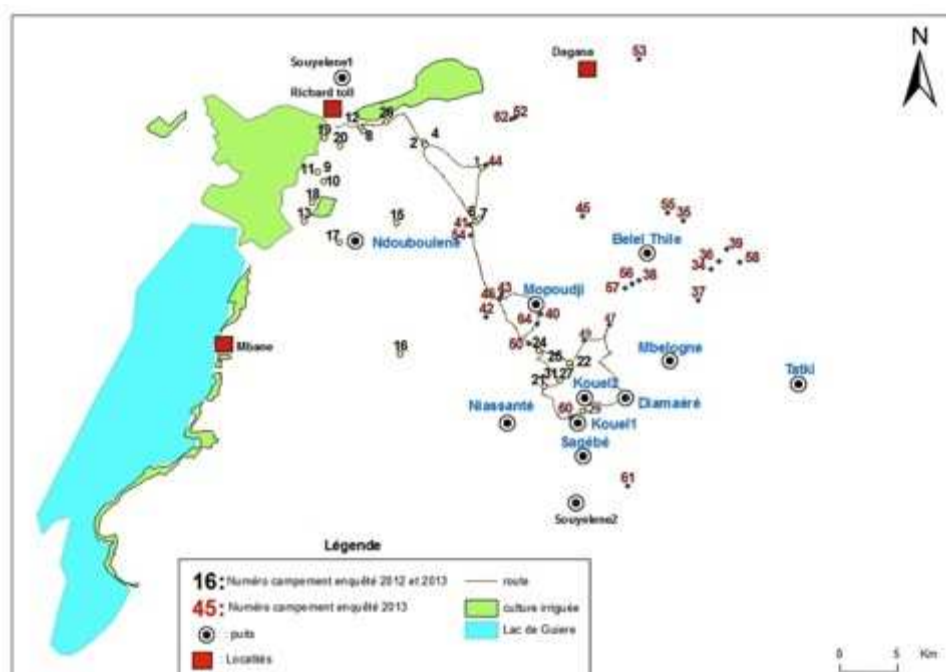 N
Dagana
53
Souyelene1
Richard toll
12
26
62 52
19
8
20
2
4
1 44
11 9
10
18
13
15
6
7
41
54
45
55
35
17
Ndouboulene
Belel Thile
39
36
58
34
56 38
57
37
43
46
42
Mopoudji
64 40
47
49
Mbane
16
50
24
25
22
Mbelogne
31 27
21
Tatki
Kouel2
Niassanté
60
29
Diamaéré
Kouel1
Sagébé
61
Souyelene2
Légende
16: Numéro campement enquêté 2012 et 2013
45: Numéro campement enquêté 2013
: puits
: Localités
route
culture irriguée
Lac de Guiere
0 5 Km